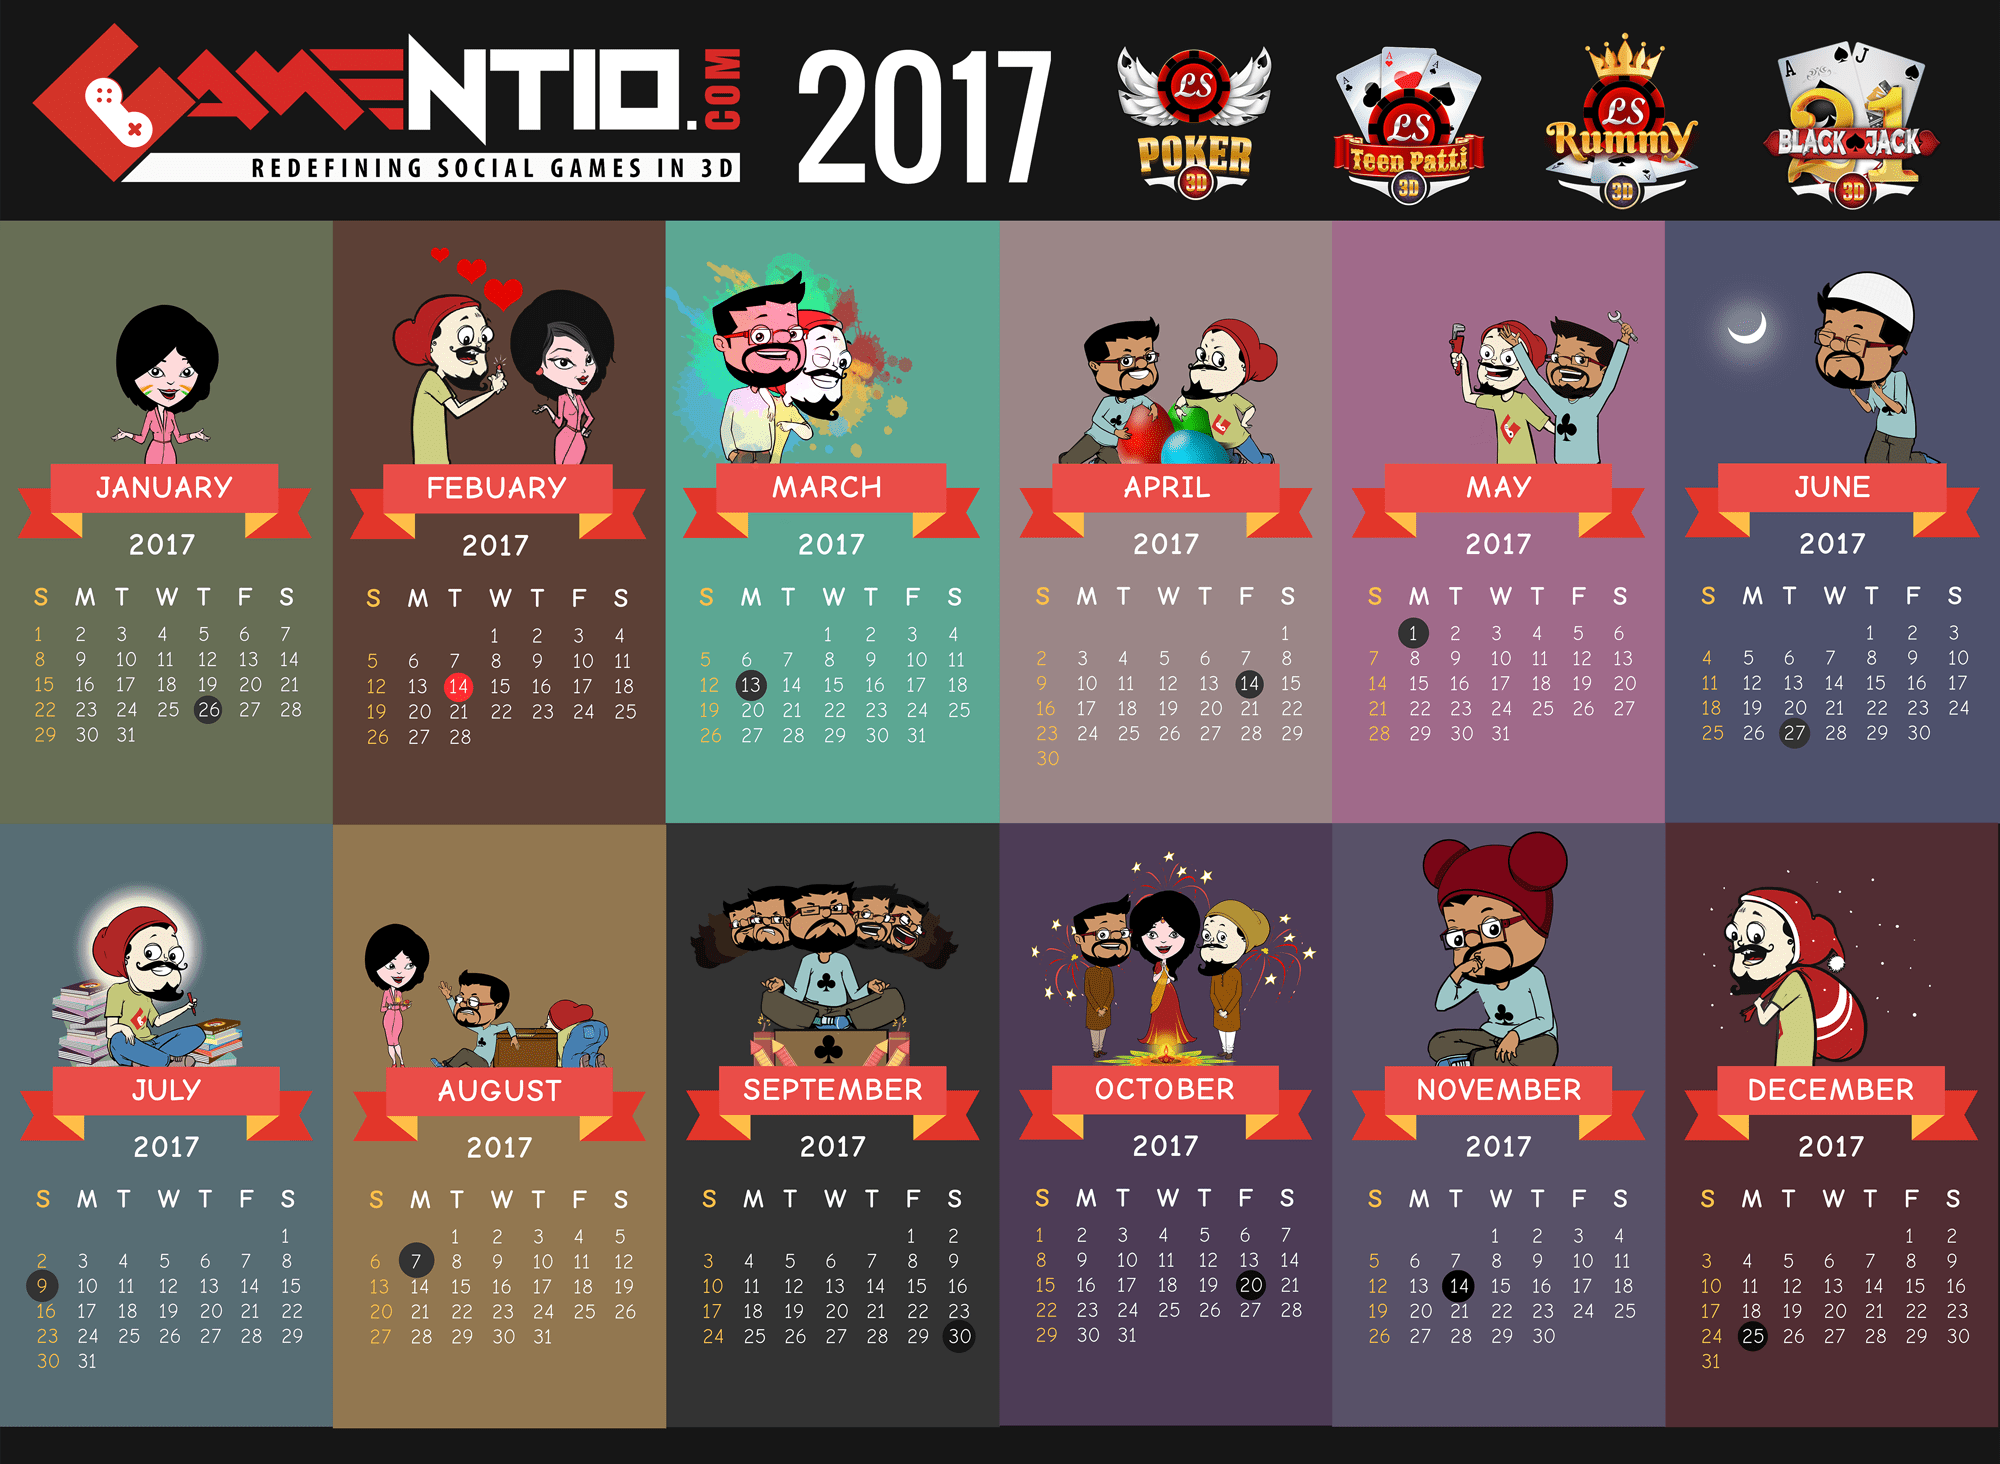 GAMENTIO.COM
REDEFINING SOCIAL GAMES IN 3D
2017
LS
POKER
3D
A
A
A
LS
Teen Patti
3D
LS
Rummy
3D
A
J
21
BLACK JACK
3D
JANUARY
2017
S M T W T F S
1 2 3 4 5 6 7
8 9 10 11 12 13 14
15 16 17 18 19 20 21
22 23 24 25 26 27 28
29 30 31
FEBUARY
2017
S M T W T F S
1 2 3 4
5 6 7 8 9 10 11
12 13 14 15 16 17 18
19 20 21 22 23 24 25
26 27 28
MARCH
2017
S M T W T F S
1 2 3 4
5 6 7 8 9 10 11
12 13 14 15 16 17 18
19 20 21 22 23 24 25
26 27 28 29 30 31
APRIL
2017
S M T W T F S
1
2 3 4 5 6 7 8
9 10 11 12 13 14 15
16 17 18 19 20 21 22
23 24 25 26 27 28 29
30
MAY
2017
S M T W T F S
1 2 3 4 5 6
7 8 9 10 11 12 13
14 15 16 17 18 19 20
21 22 23 24 25 26 27
28 29 30 31
JUNE
2017
S M T W T F S
1 2 3
4 5 6 7 8 9 10
11 12 13 14 15 16 17
18 19 20 21 22 23 24
25 26 27 28 29 30
JULY
2017
S M T W T F S
1
2 3 4 5 6 7 8
9 10 11 12 13 14 15
16 17 18 19 20 21 22
23 24 25 26 27 28 29
30 31
AUGUST
2017
S M T W T F S
1 2 3 4 5
6 7 8 9 10 11 12
13 14 15 16 17 18 19
20 21 22 23 24 25 26
27 28 29 30 31
SEPTEMBER
2017
S M T W T F S
1 2
3 4 5 6 7 8 9
10 11 12 13 14 15 16
17 18 19 20 21 22 23
24 25 26 27 28 29 30
OCTOBER
2017
S M T W T F S
1 2 3 4 5 6 7
8 9 10 11 12 13 14
15 16 17 18 19 20 21
22 23 24 25 26 27 28
29 30 31
NOVEMBER
2017
S M T W T F S
1 2 3 4
5 6 7 8 9 10 11
12 13 14 15 16 17 18
19 20 21 22 23 24 25
26 27 28 29 30
DECEMBER
2017
S M T W T F S
1 2
3 4 5 6 7 8 9
10 11 12 13 14 15 16
17 18 19 20 21 22 23
24 25 26 27 28 29 30
31